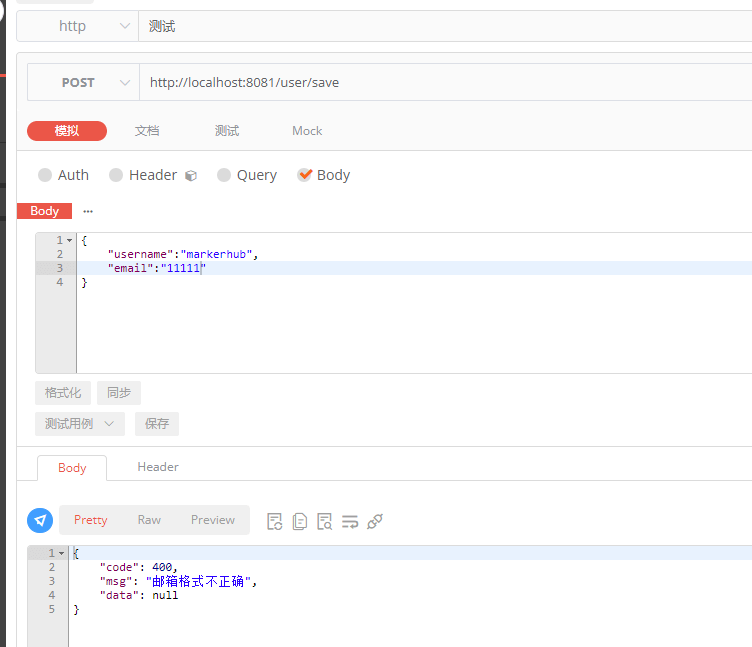 http 测试
POST http://localhost:8081/user/save
模拟 文档 测试 Mock
Auth Header Query Body
Body ...
1 {
2 "username":"markerhub",
3 "email":"11111"
4 }
格式化 同步
测试用例 保存
Body Header
Pretty Raw Preview
1 {
2 "code": 400,
3 "msg": "邮箱格式不正确",
4 "data": null
5 }